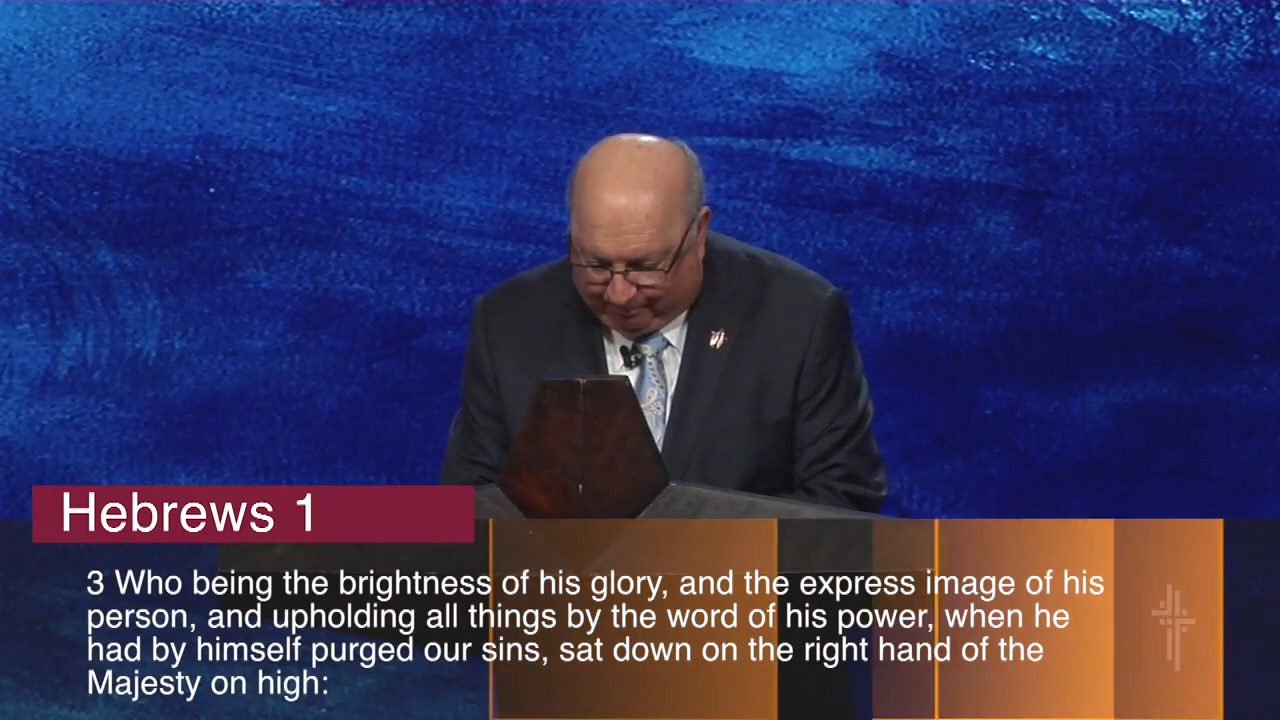 Hebrews 1
3 Who being the brightness of his glory, and the express image of his
person, and upholding all things by the word of his power, when he
had by himself purged our sins, sat down on the right hand of the
Majesty on high: